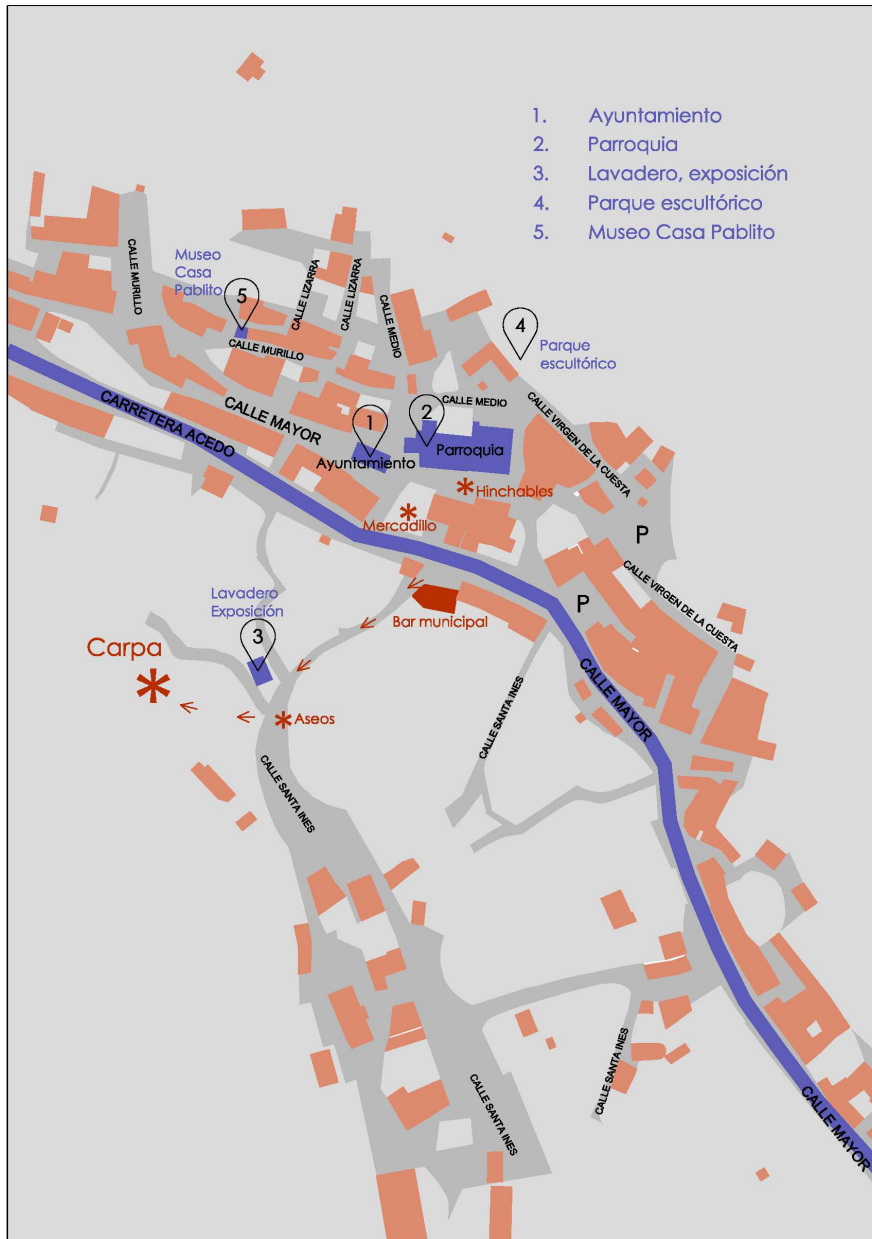 1. Ayuntamiento
2. Parroquia
3. Lavadero, exposición
4. Parque escultórico
5. Museo Casa Pablito
CALLE MURILLO
Museo
Casa
Pablito
5
CALLE LIZARRA
CALLE LIZARRA
CALLE MEDIO
4
Parque
escultórico
CALLE MURILLO
CARRETERA ACEDO
CALLE MAYOR
CALLE MEDIO
CALLE VIRGEN DE LA CUESTA
1
Ayuntamiento
2
Parroquia
Hinchables
Mercadillo
P
CALLE VIRGEN DE LA CUESTA
P
Lavadero
Exposición
3
Bar municipal
Carpa
Aseos
CALLE SANTA INES
CALLE MAYOR
CALLE SANTA INES
CALLE SANTA INES
CALLE SANTA INES
CALLE MAYOR